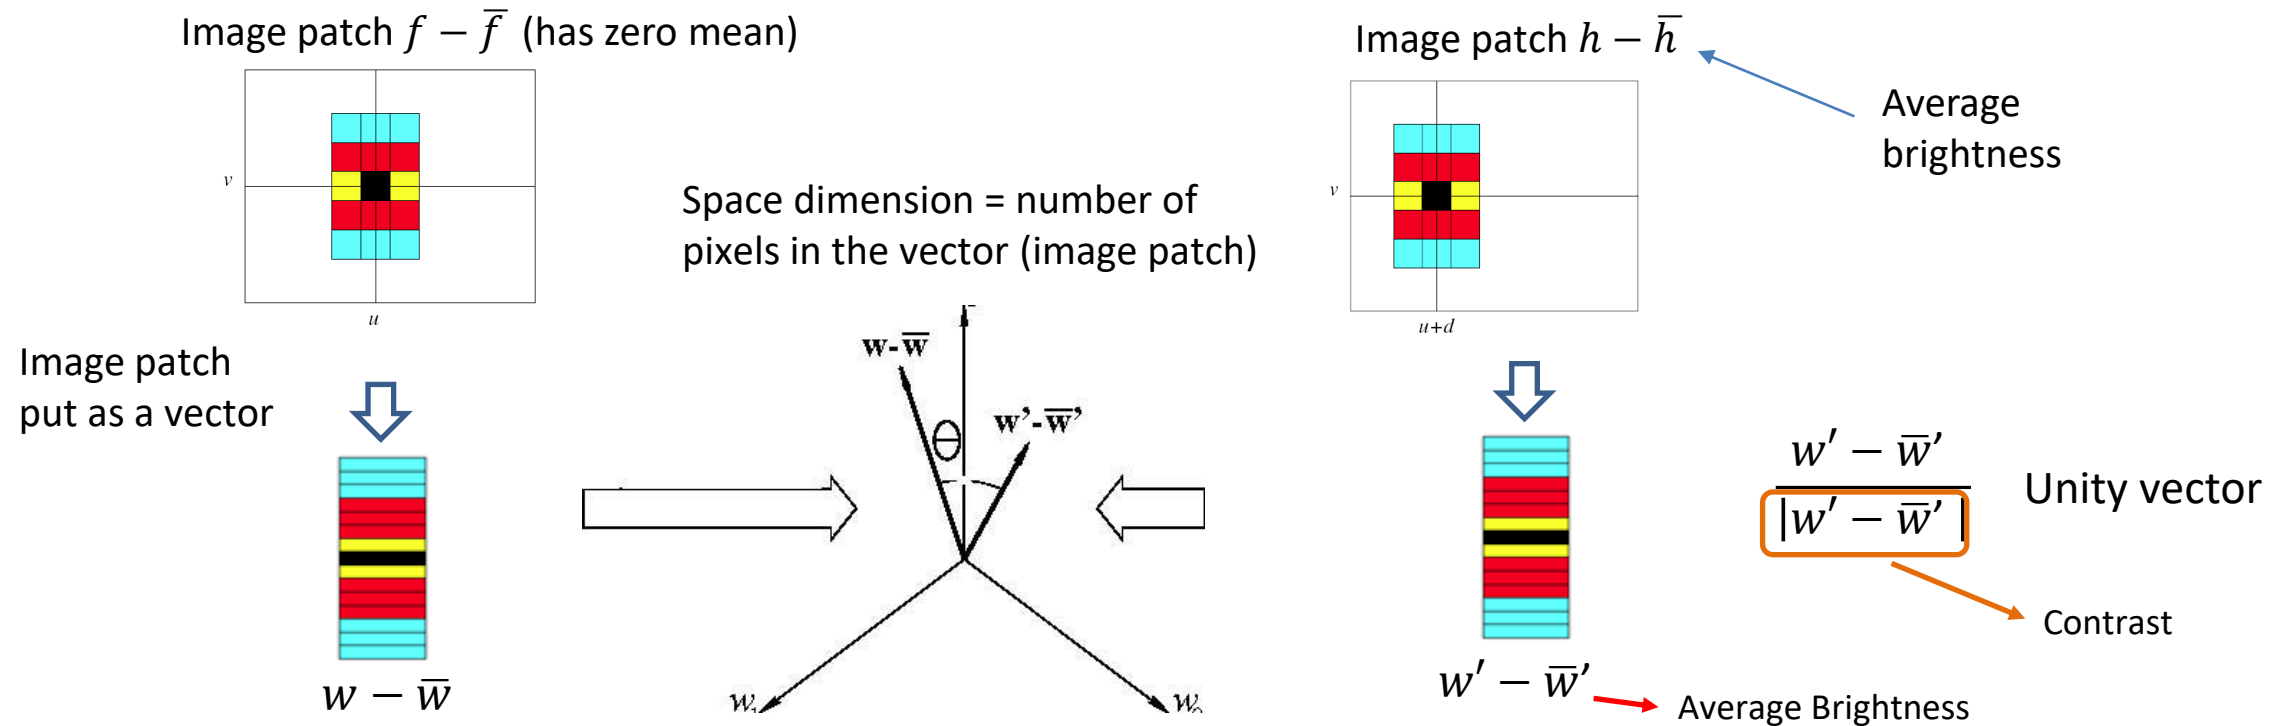 Image patch f − f̅ (has zero mean)
Image patch h − h̅
Average
brightness
v
u
v
u+d
Space dimension = number of
pixels in the vector (image patch)
Image patch
put as a vector
w-w̅
θ
w’-w̅’
w′ − w̅’
|w′ − w̅’ |
Unity vector
Contrast
w − w̅
w′ − w̅’
Average Brightness